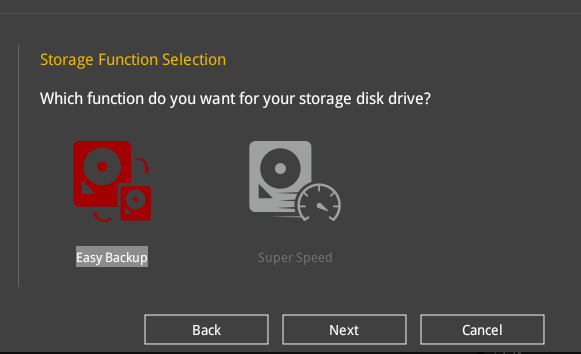 Storage Function Selection
Which function do you want for your storage disk drive?
Easy Backup
Super Speed
Back
Next
Cancel